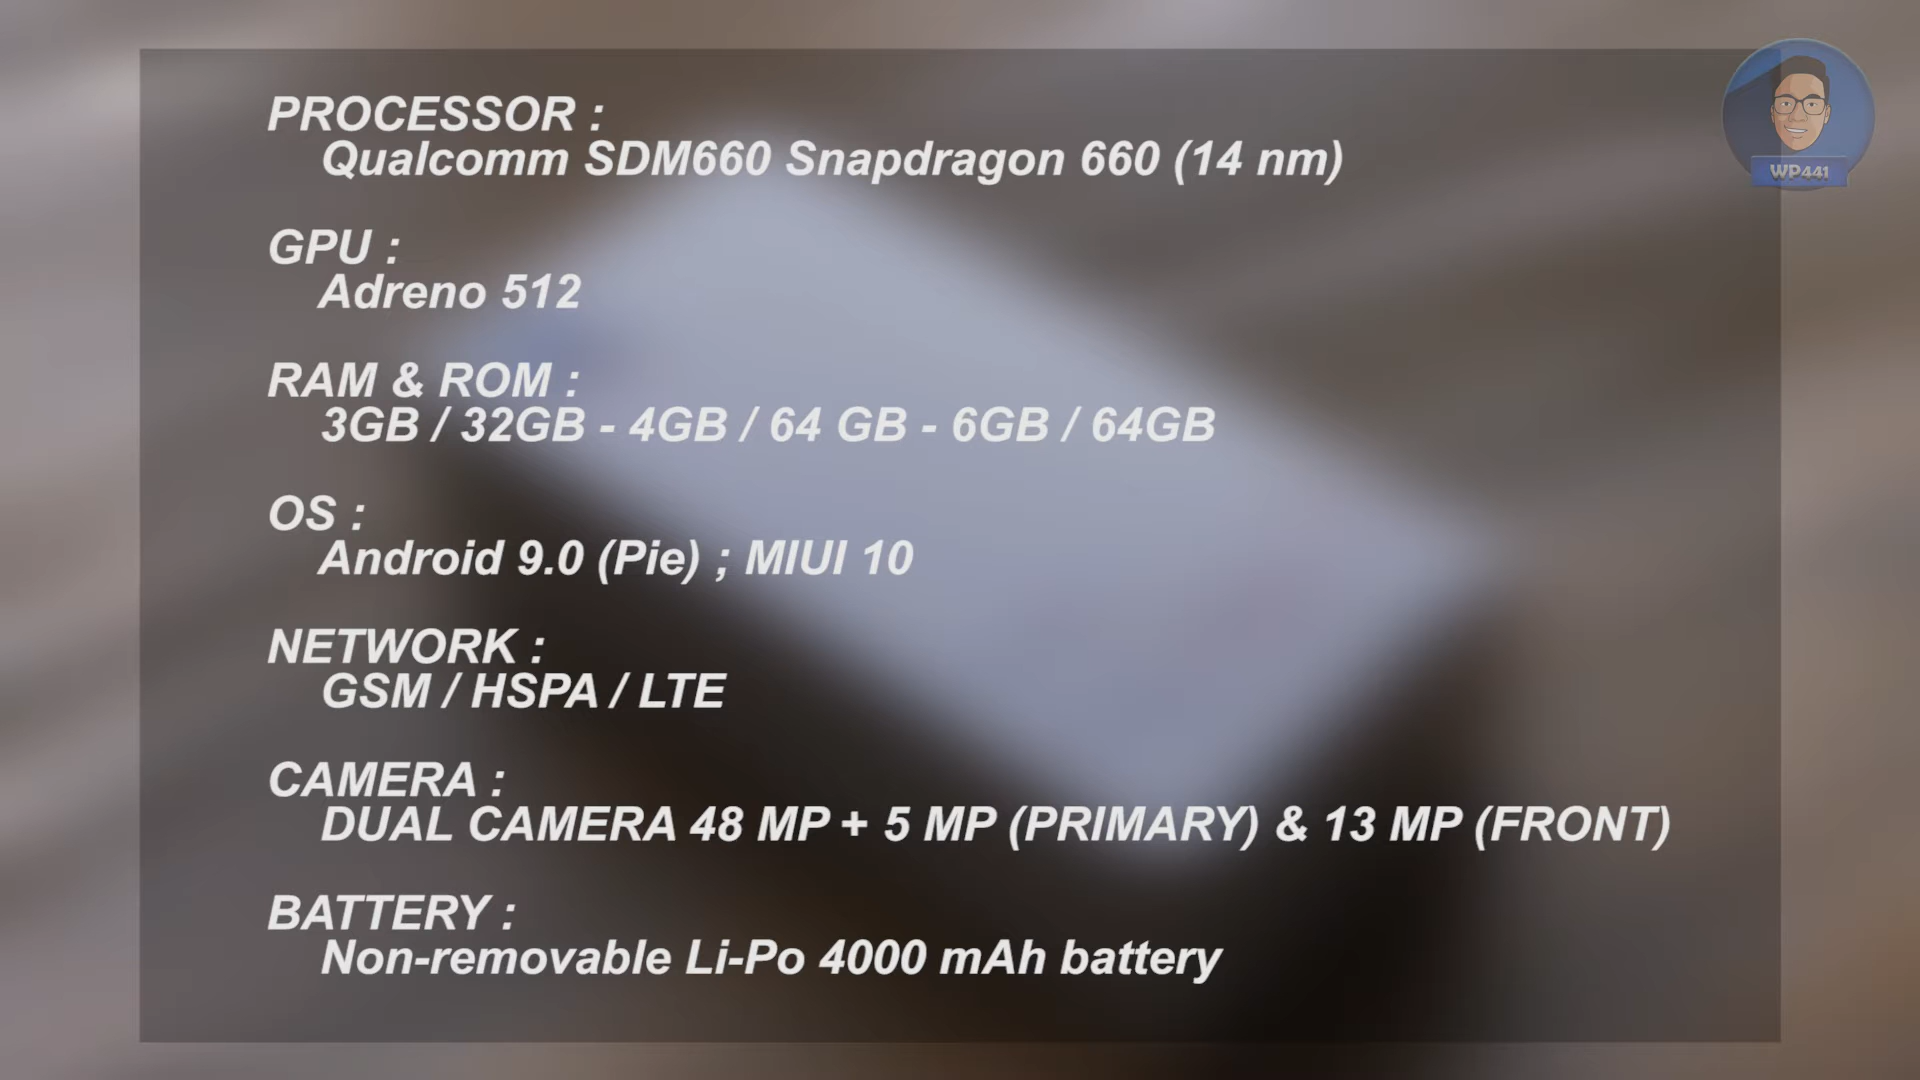 PROCESSOR :
Qualcomm SDM660 Snapdragon 660 (14 nm)
GPU :
Adreno 512
RAM & ROM :
3GB / 32GB - 4GB / 64 GB - 6GB / 64GB
OS :
Android 9.0 (Pie) ; MIUI 10
NETWORK :
GSM / HSPA / LTE
CAMERA :
DUAL CAMERA 48 MP + 5 MP (PRIMARY) & 13 MP (FRONT)
BATTERY :
Non-removable Li-Po 4000 mAh battery
WP441